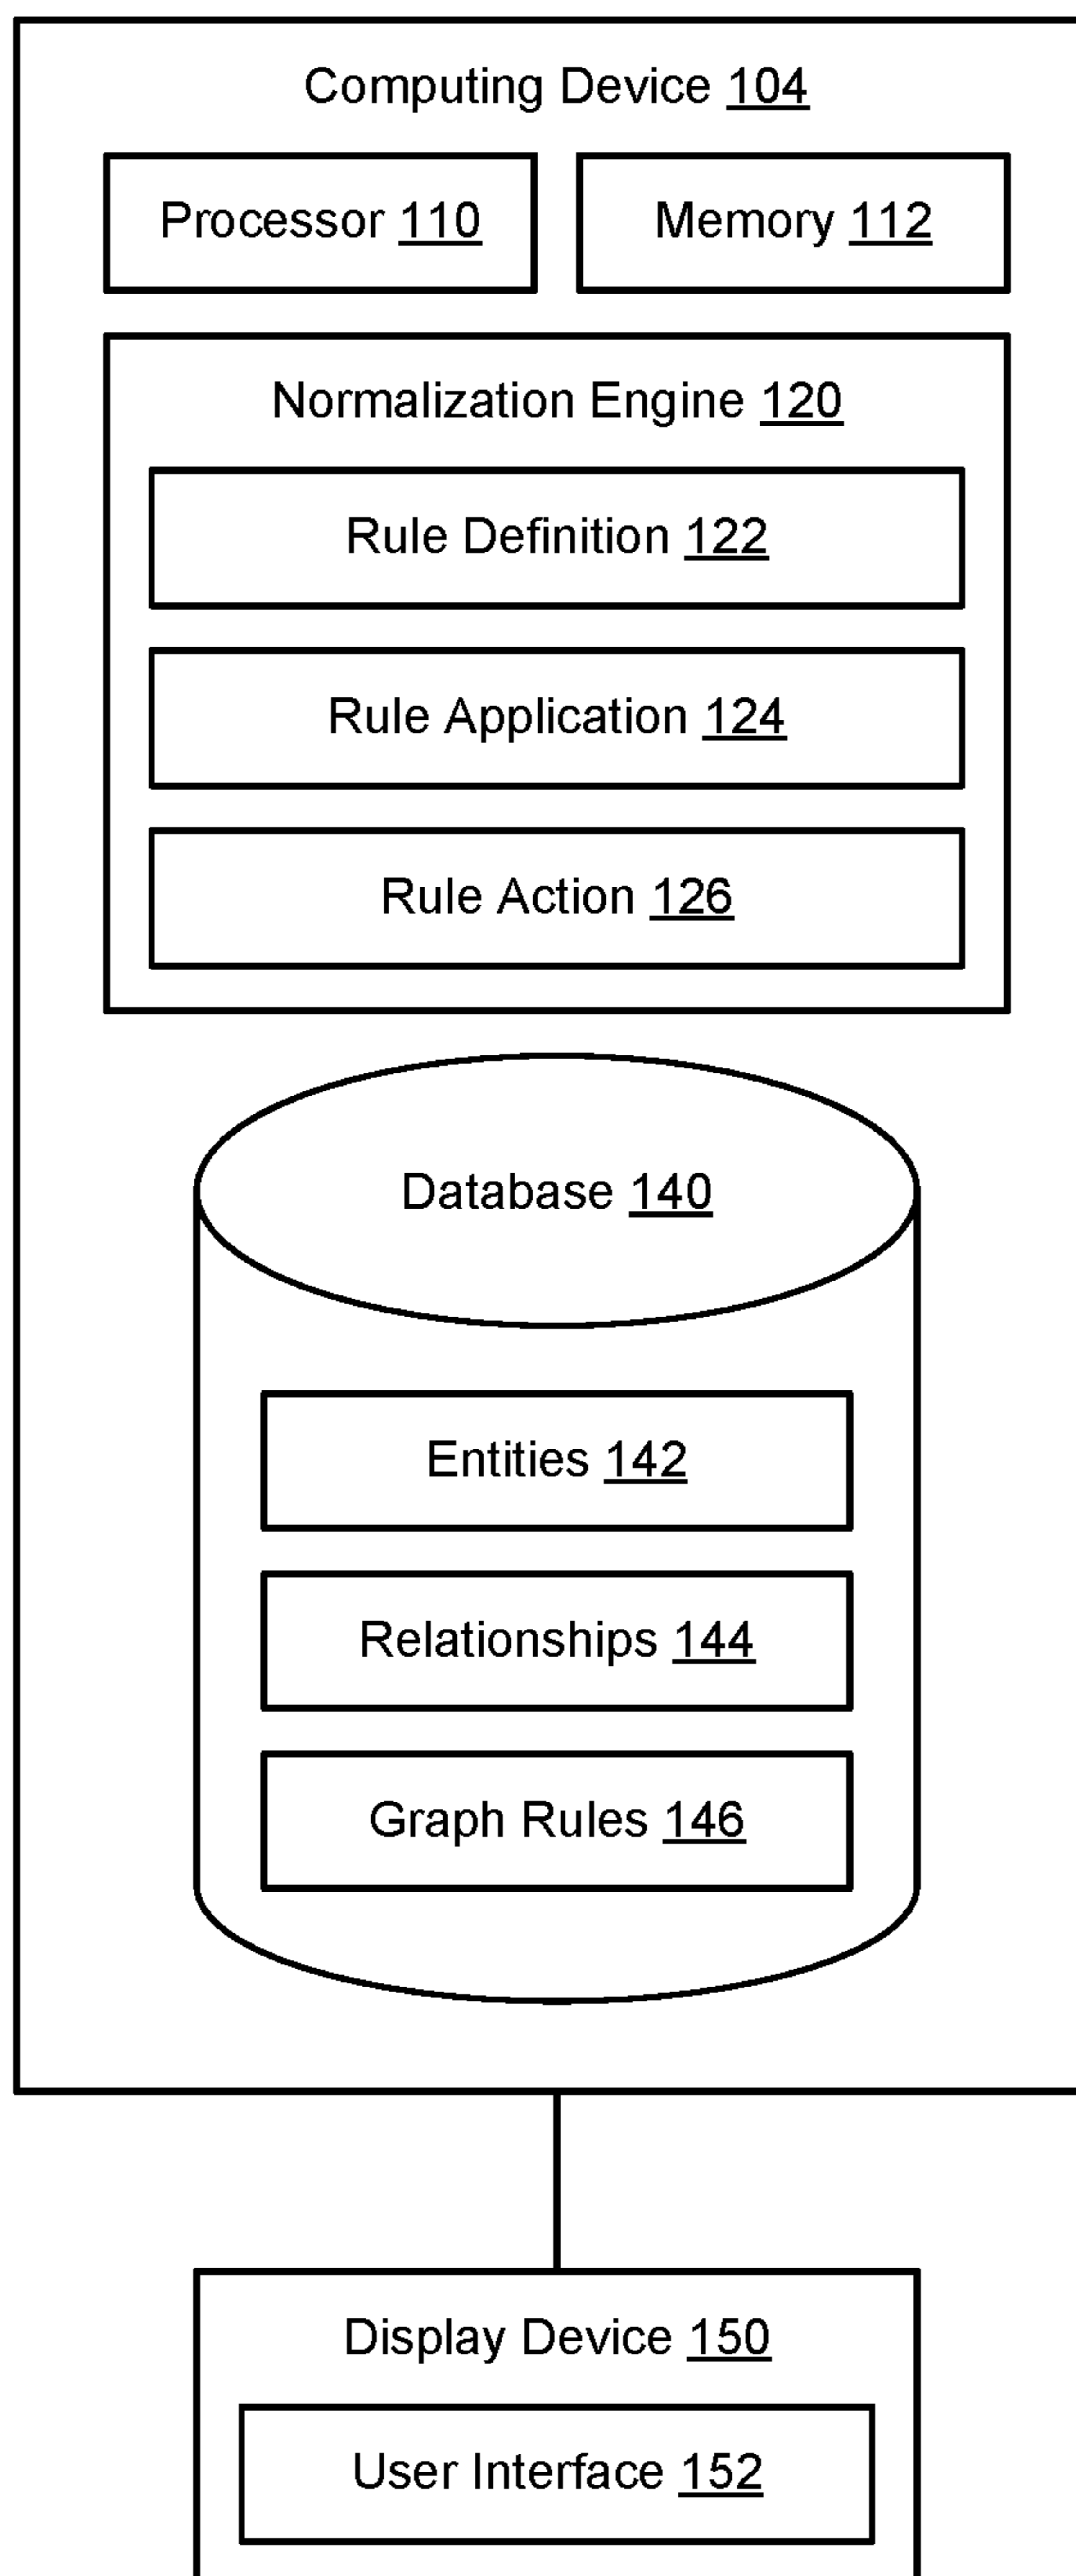 Computing Device 104
Processor 110
Memory 112
Normalization Engine 120
Rule Definition 122
Rule Application 124
Rule Action 126
Database 140
Entities 142
Relationships 144
Graph Rules 146
Display Device 150
User Interface 152